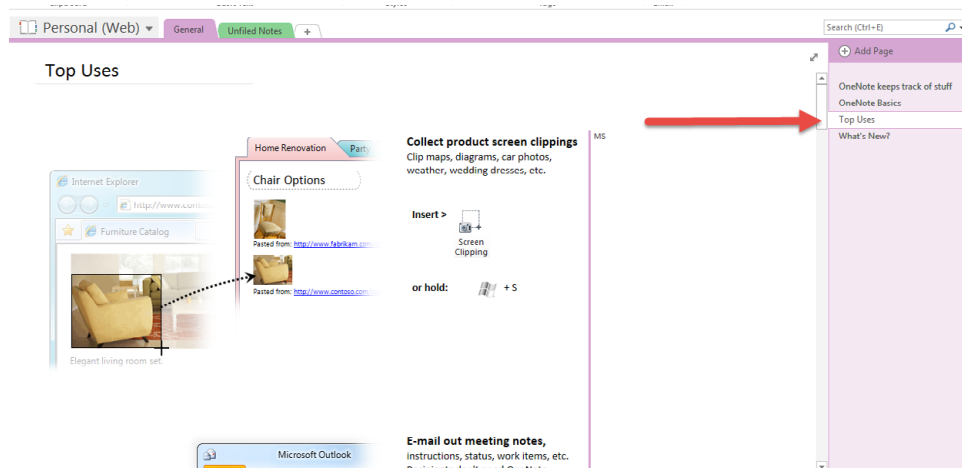 Personal (Web)
General
Unfiled Notes
+
Search (Ctrl+E)
Add Page
OneNote keeps track of stuff
OneNote Basics
Top Uses
What's New?
Top Uses
Home Renovation
Party
Chair Options
Pasted from: http://www.fabrikam.com
Pasted from: http://www.contoso.com
Internet Explorer
http://www.conto
Furniture Catalog
Elegant living room set.
Collect product screen clippings
Clip maps, diagrams, car photos,
weather, wedding dresses, etc.
Insert >
Screen
Clipping
or hold:
+ S
MS
Microsoft Outlook
E-mail out meeting notes,
instructions, status, work items, etc.